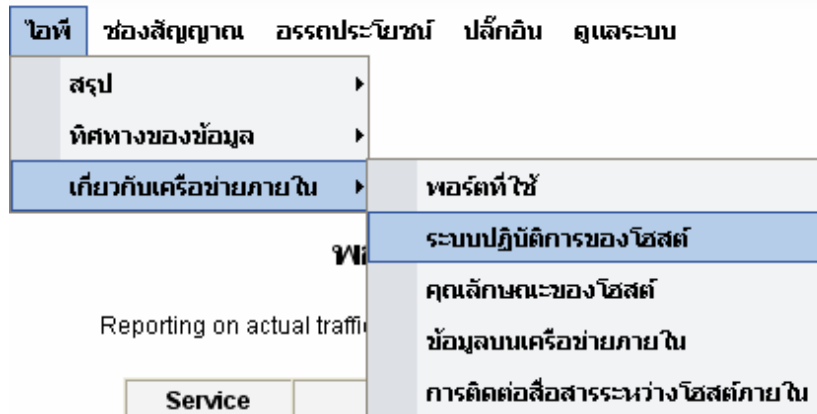 ไอพี ช่องสัญญาณ อรรถประโยชน์ ปลั๊กอิน ดูแลระบบ
สรุป
ทิศทางของข้อมูล
เกี่ยวกับเครือข่ายภายใน
พอร์ตที่ใช้
ระบบปฏิบัติการของโฮสต์
คุณลักษณะของโฮสต์
ข้อมูลบนเครือข่ายภายใน
การติดต่อสื่อสารระหว่างโฮสต์ภายใน
Reporting on actual
Service